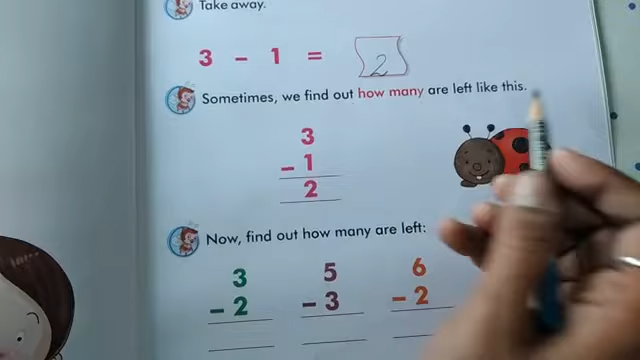 Take away.
3 - 1 = 2
Sometimes, we find out how many are left like this.
3
- 1
2
Now, find out how many are left:
3 5 6
- 2 - 3 - 2